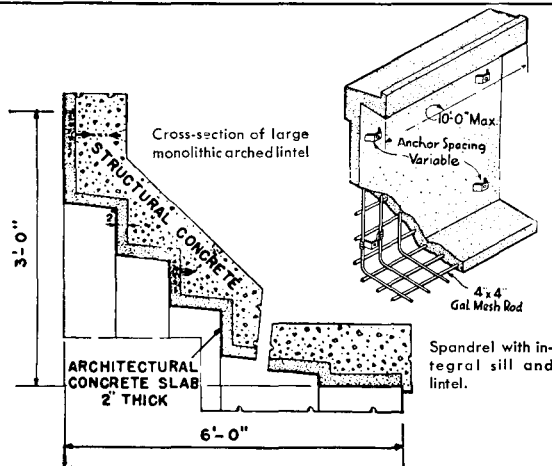 Cross-section of large
monolithic arched lintel
STRUCTURAL CONCRETE
2"
3'-0"
ARCHITECTURAL
CONCRETE SLAB
2" THICK
6'-0"
10'-0" Max.
Anchor Spacing
Variable
4"x 4"
Gal Mesh Rod
Spandrel with in-
tegral sill and
lintel.